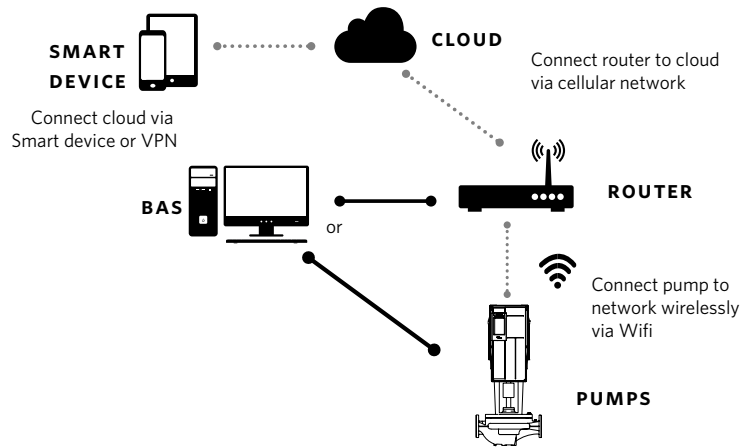 SMART
DEVICE
Connect cloud via
Smart device or VPN
CLOUD
Connect router to cloud
via cellular network
BAS
or
ROUTER
Connect pump to
network wirelessly
via Wifi
PUMPS